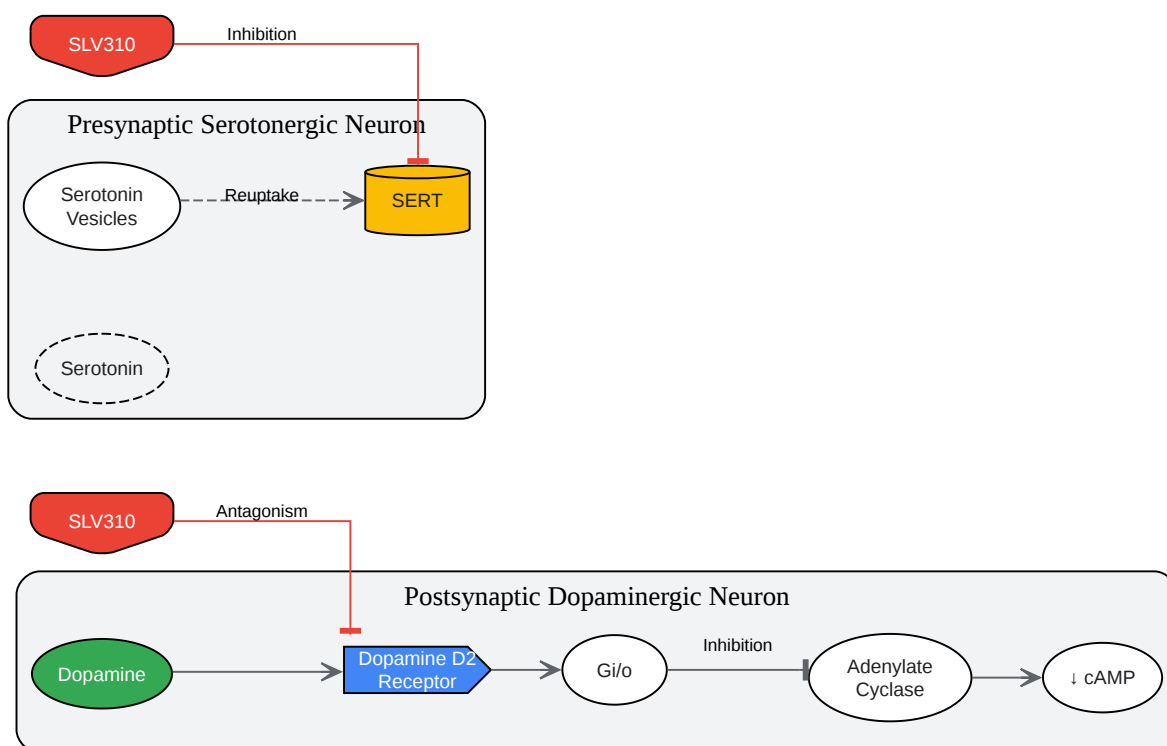 SLV310
Inhibition
Presynaptic Serotonergic Neuron
Serotonin
Vesicles
Reuptake
SERT
Serotonin
SLV310
Antagonism
Postsynaptic Dopaminergic Neuron
Dopamine
Dopamine D2
Receptor
Gi/o
Inhibition
Adenylate
Cyclase
↓ cAMP